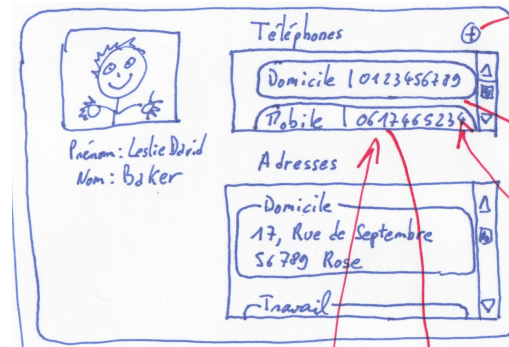 Téléphones
+
Domicile | 0123456789
Mobile | 0617465234
Prénom: Leslie David
Nom: Baker
Adresses
Domicile
17, Rue de Septembre
56789 Rose
Travail